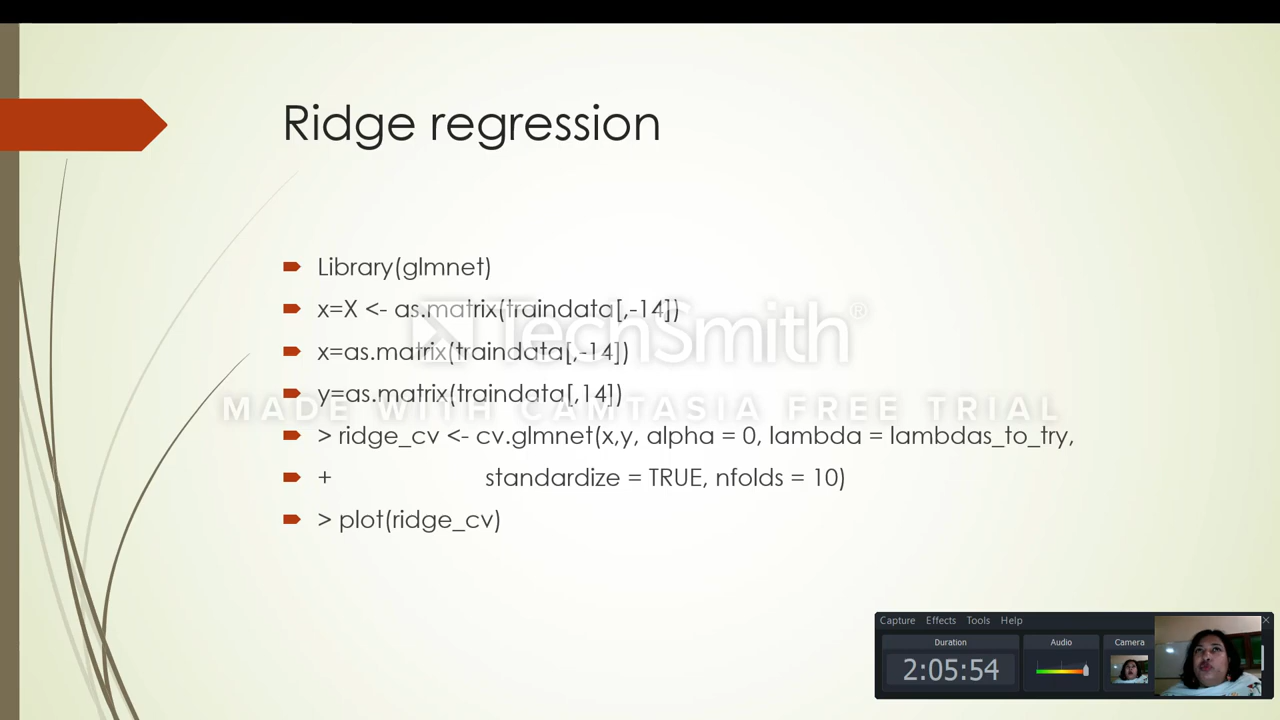 Ridge regression
Library(glmnet)
x=X <- as.matrix(traindata[,-14])
x=as.matrix(traindata[,-14])
y=as.matrix(traindata[,14])
> ridge_cv <- cv.glmnet(x,y, alpha = 0, lambda = lambdas_to_try,
+ standardize = TRUE, nfolds = 10)
> plot(ridge_cv)
TechSmith®
MADE WITH CAMTASIA FREE TRIAL
Capture Effects Tools Help
Duration Audio Camera
2:05:54